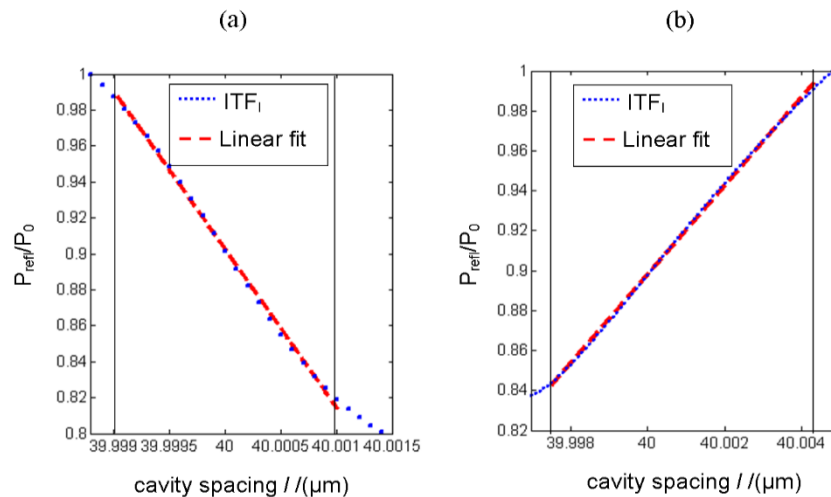 (a)
(b)
1
0.98
0.96
0.94
0.92
0.9
0.88
0.86
0.84
0.82
0.8
P_refl/P_0
ITF_I
Linear fit
39.999 39.9995 40 40.0005 40.001 40.0015
cavity spacing l /(µm)
1
0.98
0.96
0.94
0.92
0.9
0.88
0.86
0.84
0.82
P_refl/P_0
ITF_I
Linear fit
39.998 40 40.002 40.004
cavity spacing l /(µm)